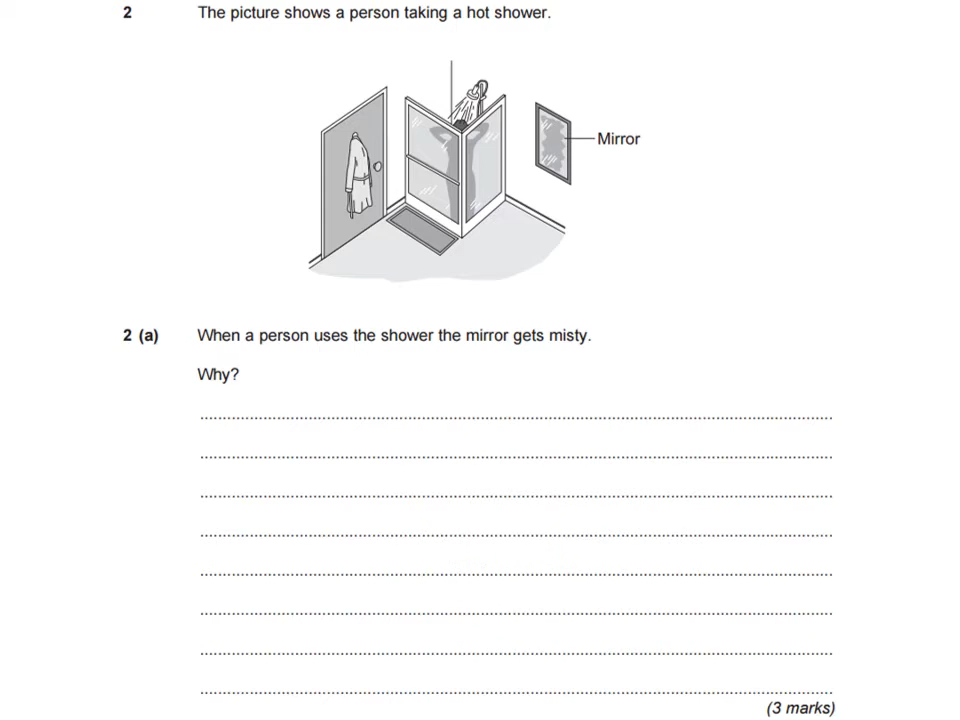 2 The picture shows a person taking a hot shower.
Mirror
2 (a) When a person uses the shower the mirror gets misty.
Why?
(3 marks)